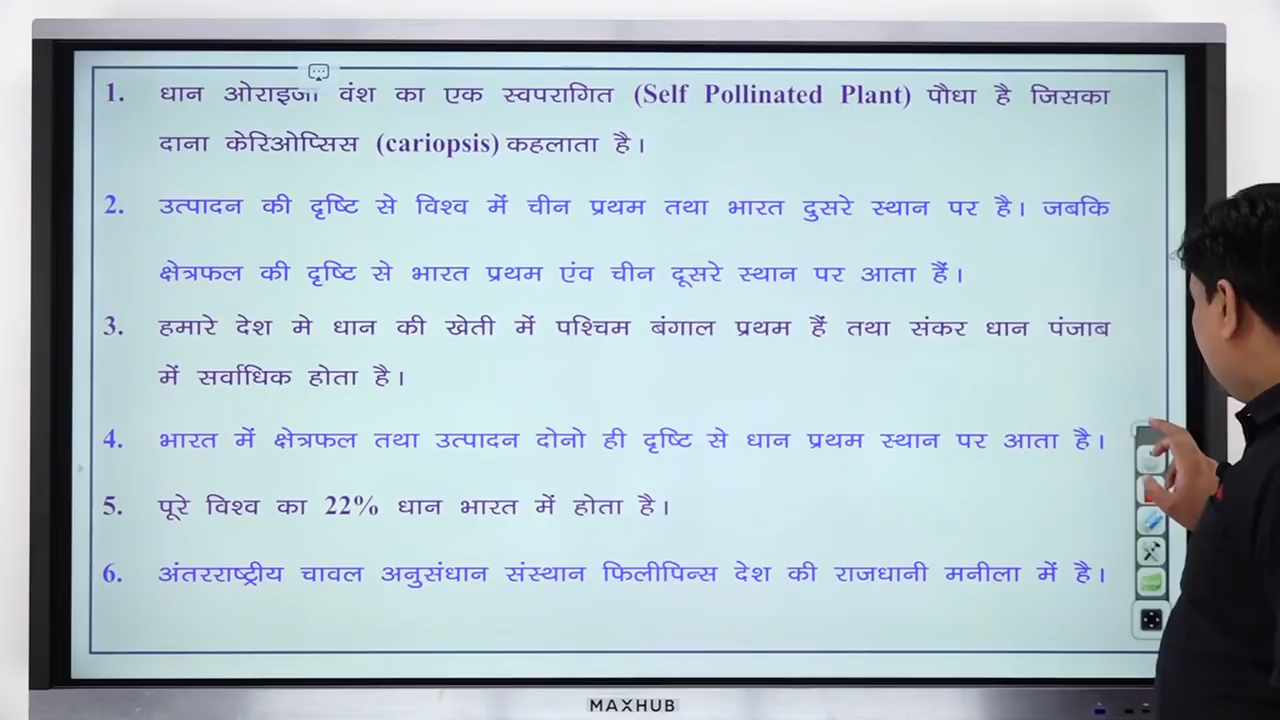 1. धान ओराइजा वंश का एक स्वपरागित (Self Pollinated Plant) पौधा है जिसका
दाना केरिओप्सिस (cariopsis) कहलाता है।
2. उत्पादन की दृष्टि से विश्व में चीन प्रथम तथा भारत दुसरे स्थान पर है। जबकि
क्षेत्रफल की दृष्टि से भारत प्रथम एंव चीन दूसरे स्थान पर आता हैं।
3. हमारे देश मे धान की खेती में पश्चिम बंगाल प्रथम हैं तथा संकर धान पंजाब
में सर्वाधिक होता है।
4. भारत में क्षेत्रफल तथा उत्पादन दोनो ही दृष्टि से धान प्रथम स्थान पर आता है।
5. पूरे विश्व का 22% धान भारत में होता है।
6. अंतरराष्ट्रीय चावल अनुसंधान संस्थान फिलीपिन्स देश की राजधानी मनीला में है।
MAXHUB